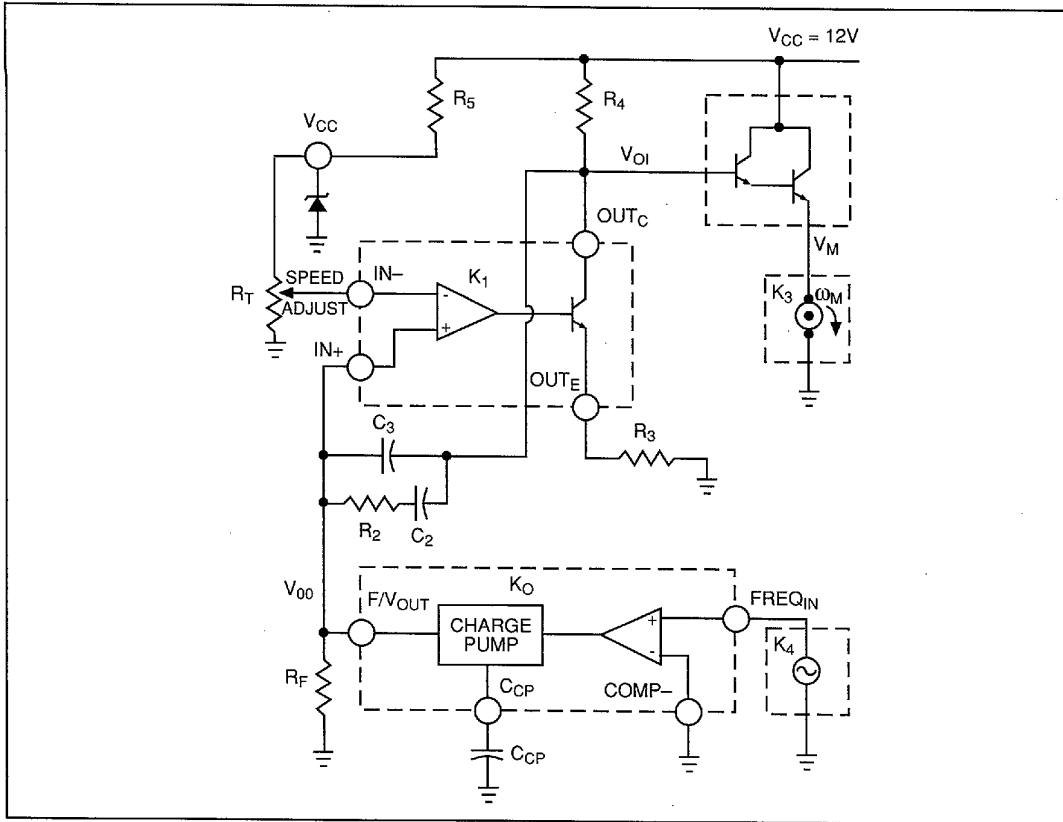 V_CC = 12V
R_5
R_4
V_CC
V_OI
OUT_C
V_M
SPEED
IN–
K_1
K_3
ω_M
R_T
ADJUST
-
+
IN+
OUT_E
C_3
R_3
R_2
C_2
V_00
F/V_OUT
K_O
FREQ_IN
CHARGE
PUMP
+
-
K_4
R_F
C_CP
COMP–
C_CP